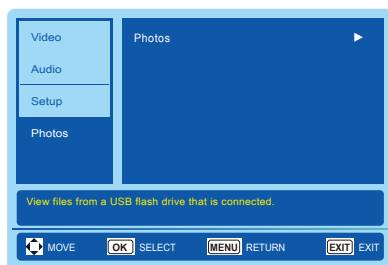 Video
Audio
Setup
Photos
Photos
View files from a USB flash drive that is connected.
MOVE OK SELECT MENU RETURN EXIT EXIT